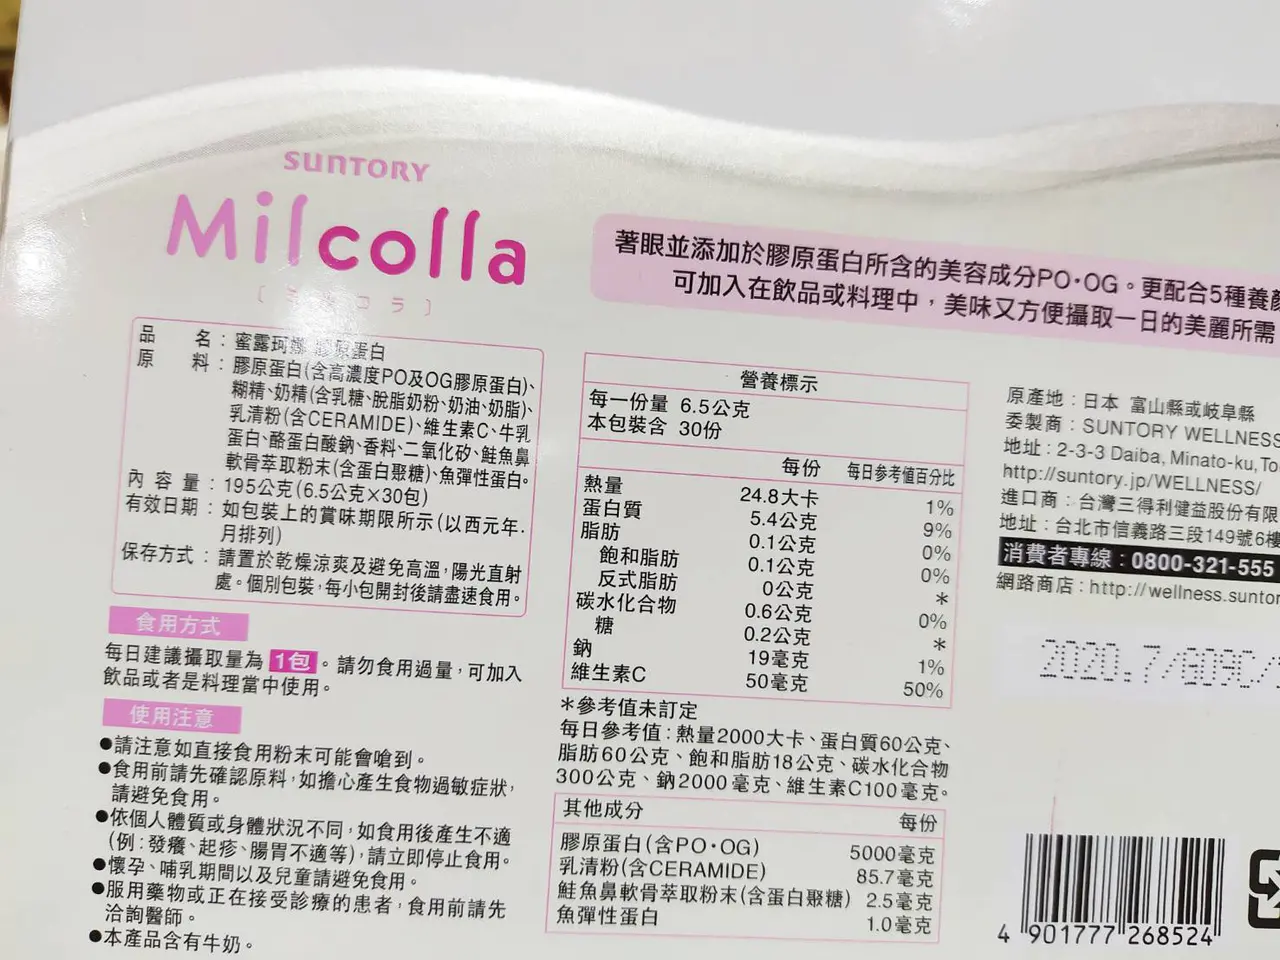 SUNTORY
Milcolla
コラ
著眼並添加於膠原蛋白所含的美容成分PO・OG。更配合5種養顏
可加入在飲品或料理中，美味又方便攝取一日的美麗所需
品名：蜜露珂娜 膠原蛋白
原料：膠原蛋白(含高濃度PO及OG膠原蛋白)、
糊精、奶精(含乳糖、脫脂奶粉、奶油、奶脂)、
乳清粉(含CERAMIDE)、維生素C、牛乳
蛋白、酪蛋白酸鈉、香料、二氧化矽、鮭魚鼻
軟骨萃取粉末(含蛋白聚糖)、魚彈性蛋白。
內容量：195公克(6.5公克×30包)
有效日期：如包裝上的賞味期限所示(以西元年.
月排列)
保存方式：請置於乾燥涼爽及避免高溫，陽光直射
處。個別包裝，每小包開封後請盡速食用。
食用方式
每日建議攝取量為 1包。請勿食用過量，可加入
飲品或者是料理當中使用。
使用注意
●請注意如直接食用粉末可能會嗆到。
●食用前請先確認原料，如擔心產生食物過敏症狀，
請避免食用。
●依個人體質或身體狀況不同，如食用後產生不適
(例：發癢、起疹、腸胃不適等)，請立即停止食用。
●懷孕、哺乳期間以及兒童請避免食用。
●服用藥物或正在接受診療的患者，食用前請先
洽詢醫師。
●本產品含有牛奶。
營養標示
每一份量 6.5公克
本包裝含 30份
每份 每日參考值百分比
熱量 24.8大卡 1%
蛋白質 5.4公克 9%
脂肪 0.1公克 0%
飽和脂肪 0.1公克 0%
反式脂肪 0公克 *
碳水化合物 0.6公克 0%
糖 0.2公克 *
鈉 19毫克 1%
維生素C 50毫克 50%
*參考值未訂定
每日參考值：熱量2000大卡、蛋白質60公克、
脂肪60公克、飽和脂肪18公克、碳水化合物
300公克、鈉2000毫克、維生素C100毫克。
其他成分 每份
膠原蛋白(含PO・OG) 5000毫克
乳清粉(含CERAMIDE) 85.7毫克
鮭魚鼻軟骨萃取粉末(含蛋白聚糖) 2.5毫克
魚彈性蛋白 1.0毫克
原產地：日本 富山縣或岐阜縣
委製商：SUNTORY WELLNESS
地址：2-3-3 Daiba, Minato-ku, To
http://suntory.jp/WELLNESS/
進口商：台灣三得利健益股份有限
地址：台北市信義路三段149號6樓
消費者專線：0800-321-555
網路商店：http://wellness.suntor
2020.7/G09C/
4 901777 268524